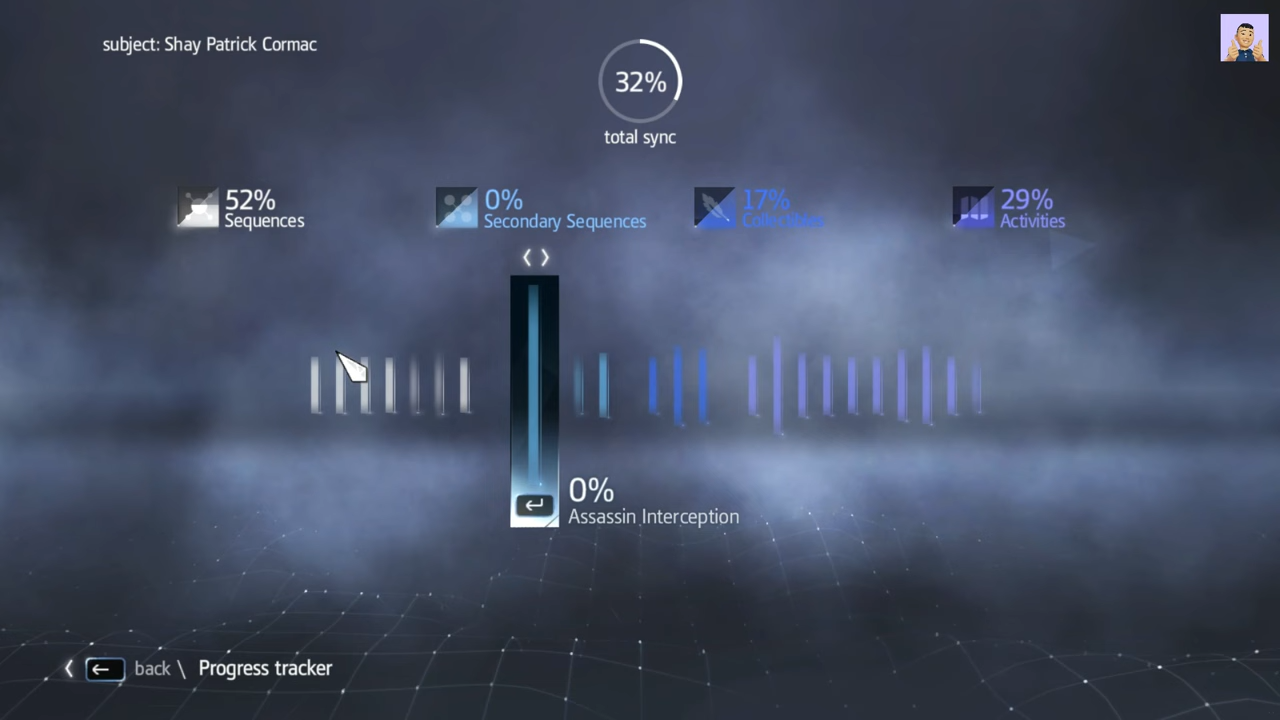 subject: Shay Patrick Cormac
32%
total sync
52%
Sequences
0%
Secondary Sequences
17%
Collectibles
29%
Activities
0%
Assassin Interception
back \ Progress tracker